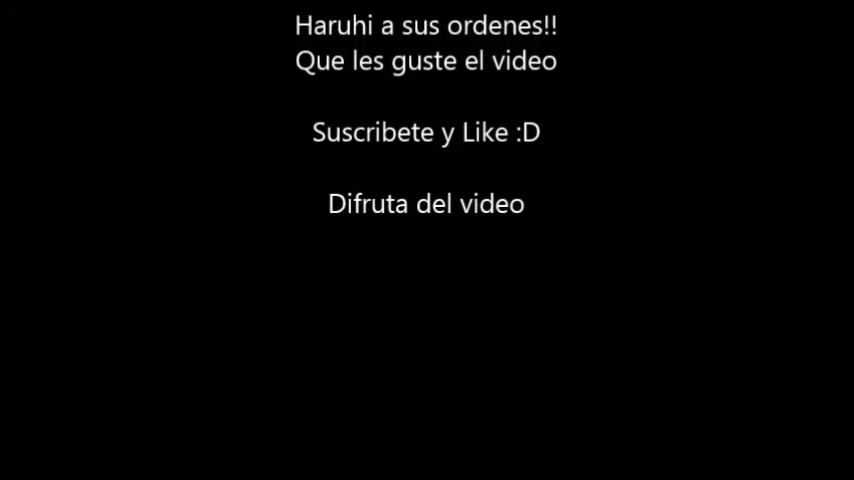 Haruhi a sus ordenes!!
Que les guste el video
Suscribete y Like :D
Difruta del video